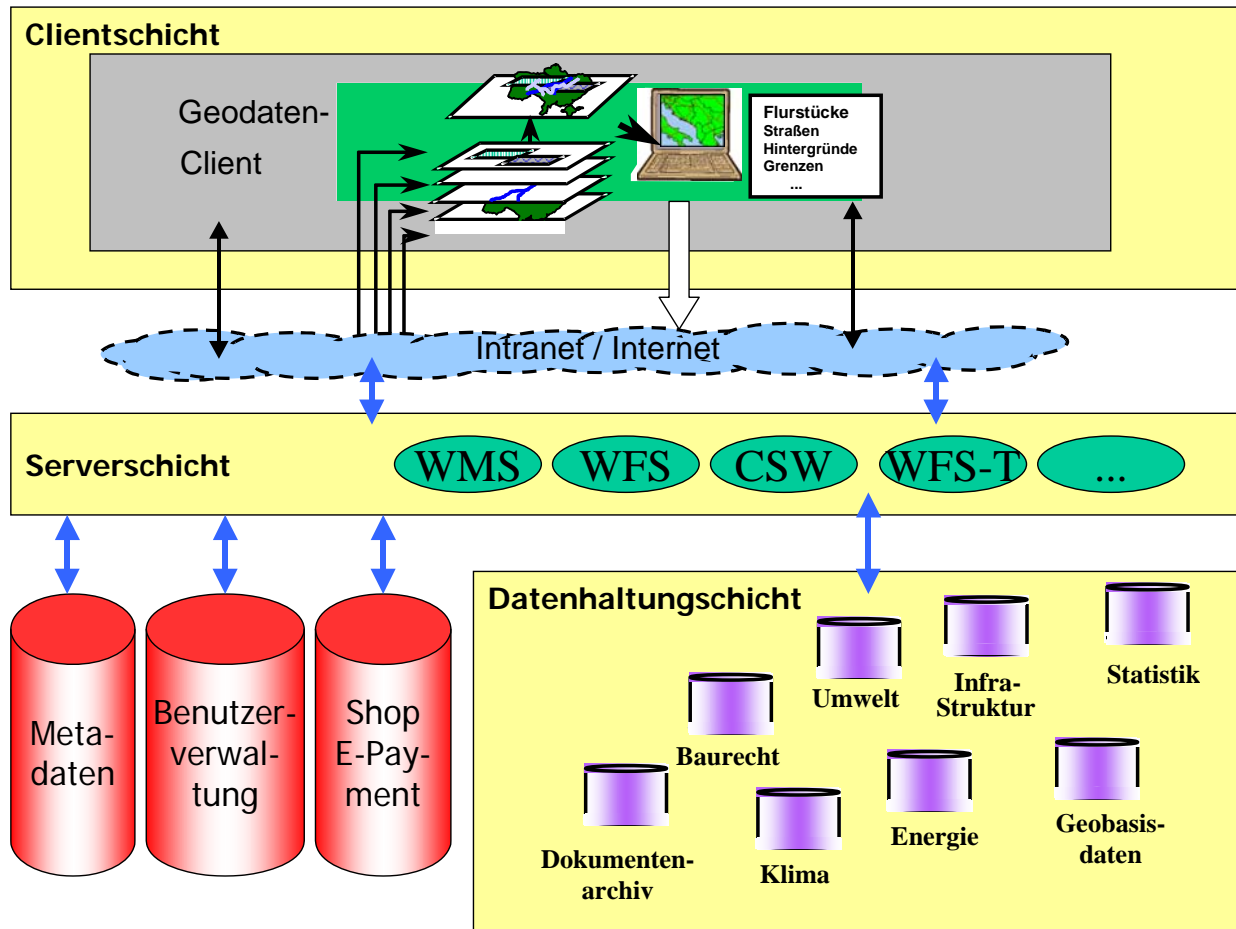 Clientschicht
Geodaten-
Client
Flurstücke
Straßen
Hintergründe
Grenzen
...
Intranet / Internet
Serverschicht
WMS
WFS
CSW
WFS-T
...
Meta-
daten
Benutzer-
verwal-
tung
Shop
E-Pay-
ment
Datenhaltungschicht
Umwelt
Infra-
Struktur
Statistik
Baurecht
Dokumenten-
archiv
Klima
Energie
Geobasis-
daten